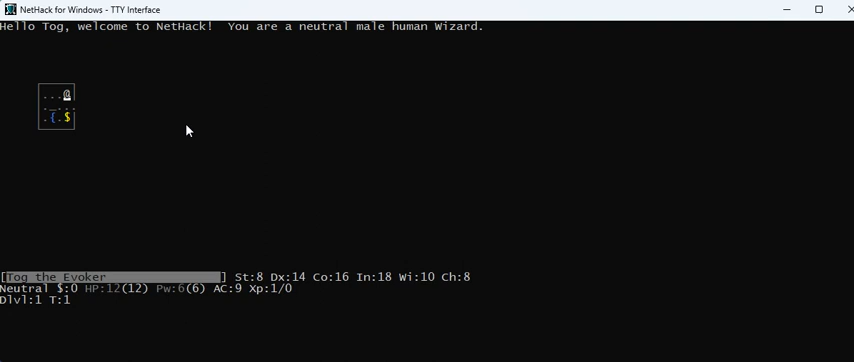 NetHack for Windows - TTY Interface
Hello Tog, welcome to NetHack!  You are a neutral male human Wizard.
...@
._...
.{.$
[Tog the Evoker                    ] St:8 Dx:14 Co:16 In:18 Wi:10 Ch:8
Neutral $:0 HP:12(12) Pw:6(6) AC:9 Xp:1/0
Dlvl:1 T:1